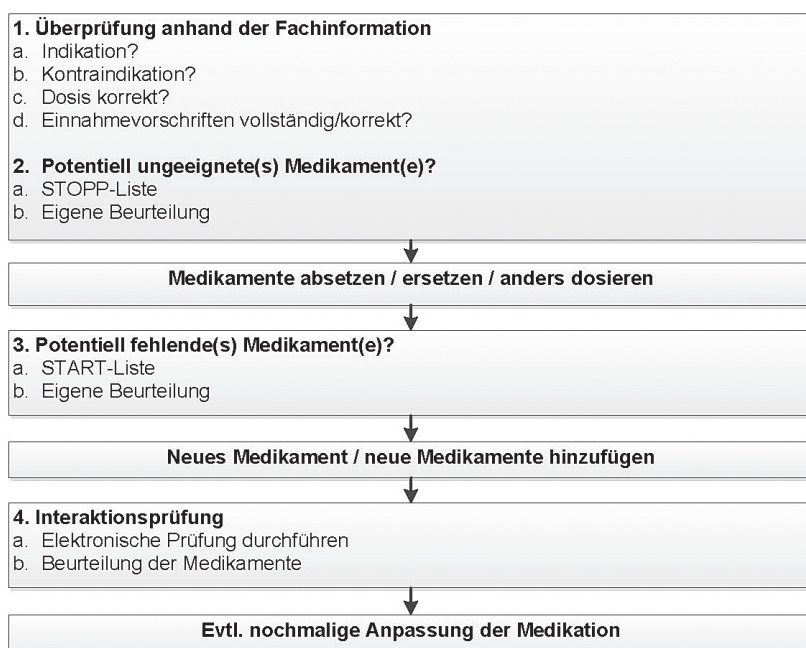 1. Überprüfung anhand der Fachinformation
a. Indikation?
b. Kontraindikation?
c. Dosis korrekt?
d. Einnahmevorschriften vollständig/korrekt?
2. Potentiell ungeeignete(s) Medikament(e)?
a. STOPP-Liste
b. Eigene Beurteilung
Medikamente absetzen / ersetzen / anders dosieren
3. Potentiell fehlende(s) Medikament(e)?
a. START-Liste
b. Eigene Beurteilung
Neues Medikament / neue Medikamente hinzufügen
4. Interaktionsprüfung
a. Elektronische Prüfung durchführen
b. Beurteilung der Medikamente
Evtl. nochmalige Anpassung der Medikation